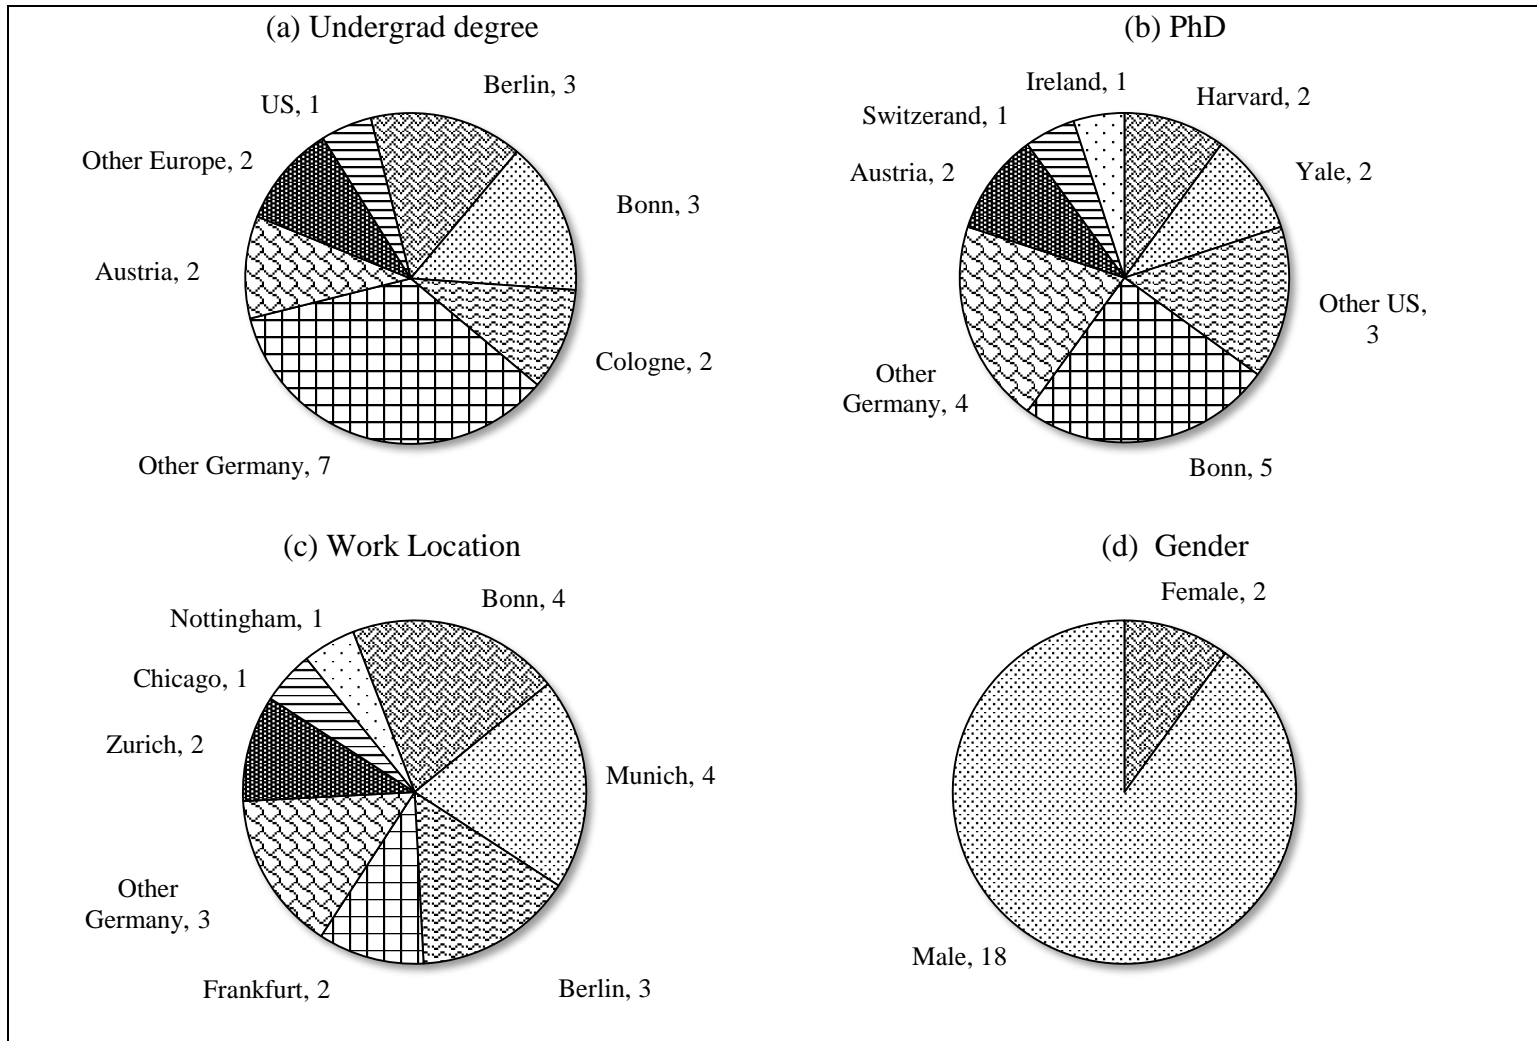 (a) Undergrad degree
Berlin, 3
US, 1
Other Europe, 2
Bonn, 3
Austria, 2
Cologne, 2
Other Germany, 7
(b) PhD
Ireland, 1
Harvard, 2
Switzerand, 1
Austria, 2
Yale, 2
Other US,
3
Other
Germany, 4
Bonn, 5
(c) Work Location
Bonn, 4
Nottingham, 1
Chicago, 1
Zurich, 2
Munich, 4
Other
Germany, 3
Frankfurt, 2
Berlin, 3
(d) Gender
Female, 2
Male, 18